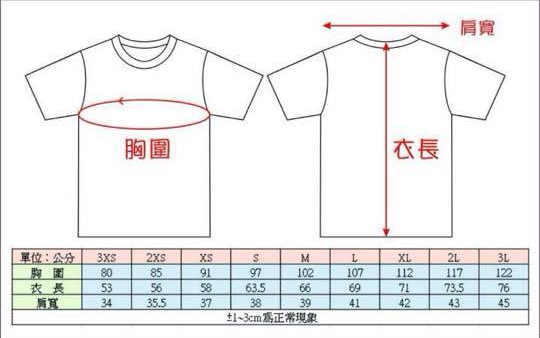 肩寬
胸圍
衣長
單位：公分 3XS 2XS XS S M L XL 2L 3L
胸 圍 80 85 91 97 102 107 112 117 122
衣 長 53 56 58 63.5 66 69 71 73.5 76
肩寬 34 35.5 37 38 39 41 42 43 45
±1~3cm為正常現象